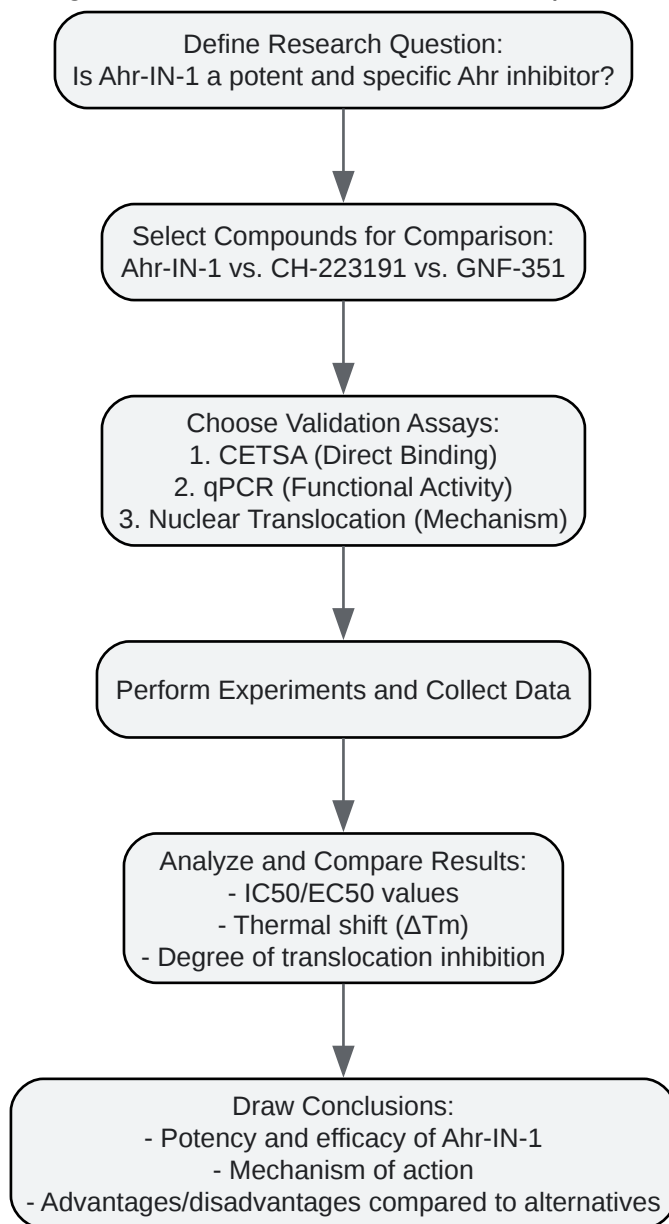 Define Research Question:
Is Ahr-IN-1 a potent and specific Ahr inhibitor?
Select Compounds for Comparison:
Ahr-IN-1 vs. CH-223191 vs. GNF-351
Choose Validation Assays:
1. CETSA (Direct Binding)
2. qPCR (Functional Activity)
3. Nuclear Translocation (Mechanism)
Perform Experiments and Collect Data
Analyze and Compare Results:
- IC50/EC50 values
- Thermal shift (ΔTm)
- Degree of translocation inhibition
Draw Conclusions:
- Potency and efficacy of Ahr-IN-1
- Mechanism of action
- Advantages/disadvantages compared to alternatives